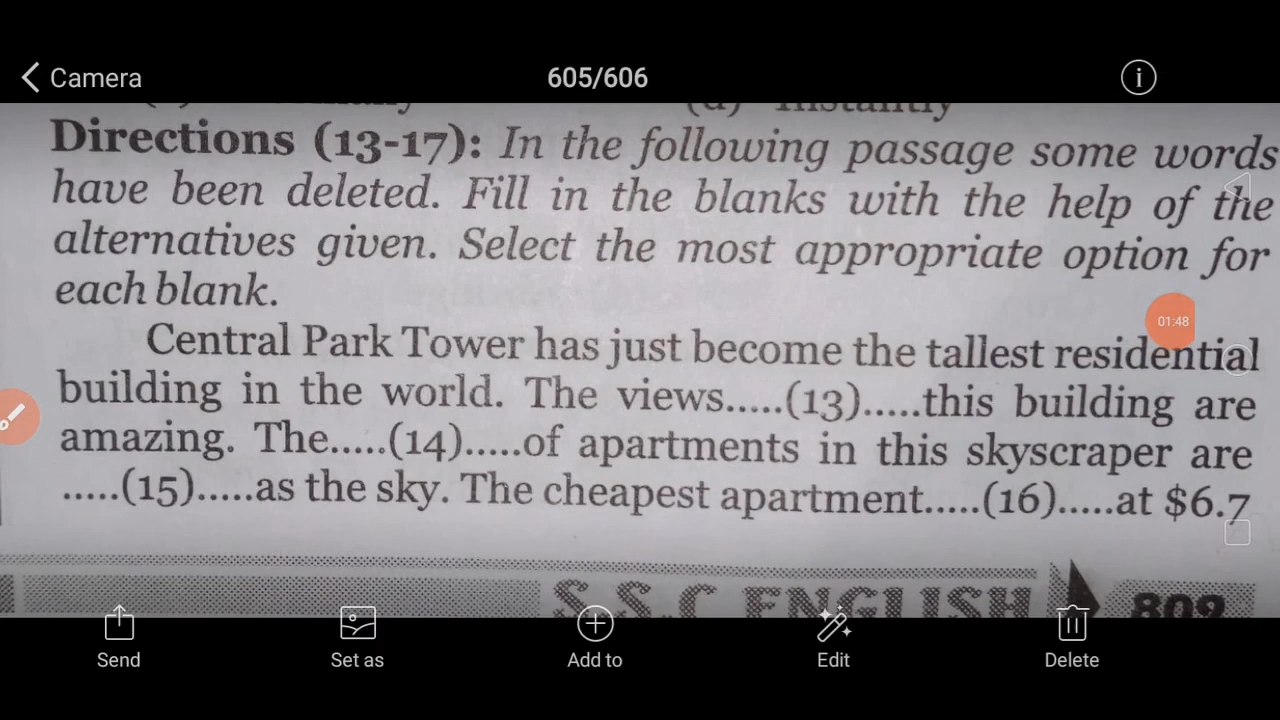 Camera
605/606
Directions (13-17): In the following passage some words
have been deleted. Fill in the blanks with the help of the
alternatives given. Select the most appropriate option for
each blank.
01:48
Central Park Tower has just become the tallest residential
building in the world. The views.....(13).....this building are
amazing. The.....(14).....of apartments in this skyscraper are
.....(15).....as the sky. The cheapest apartment.....(16).....at $6.7
S.S.C ENGLISH 809
Send Set as Add to Edit Delete